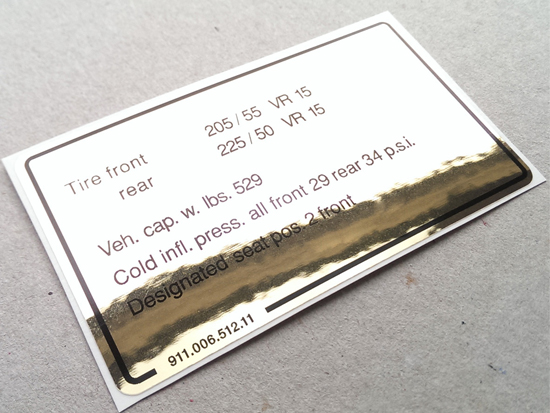 Tire front 205/55 VR 15
rear 225/50 VR 15
Veh. cap. w. lbs. 529
Cold infl. press. all front 29 rear 34 p.s.i.
Designated seat pos. 2 front
911.006.512.11